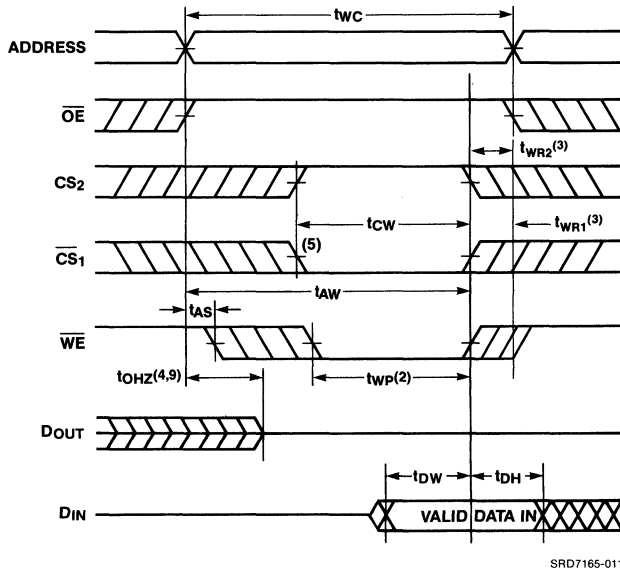 tWC
ADDRESS
OE
tWR2(3)
CS2
tCW
tWR1(3)
(5)
CS1
tAW
tAS
WE
tOHZ(4,9)
tWP(2)
DOUT
tDW
tDH
DIN
VALID DATA IN
SRD7165-011